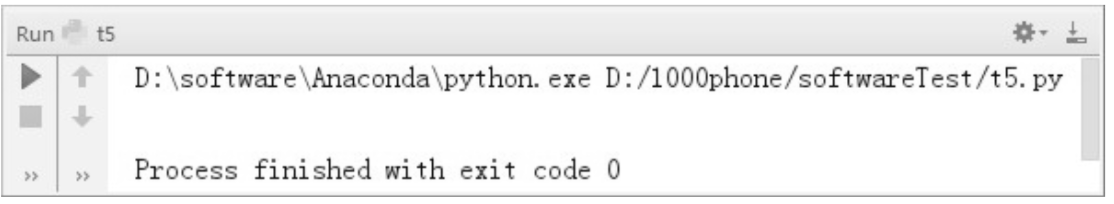 Run t5
D:\software\Anaconda\python.exe D:/1000phone/softwareTest/t5.py
Process finished with exit code 0